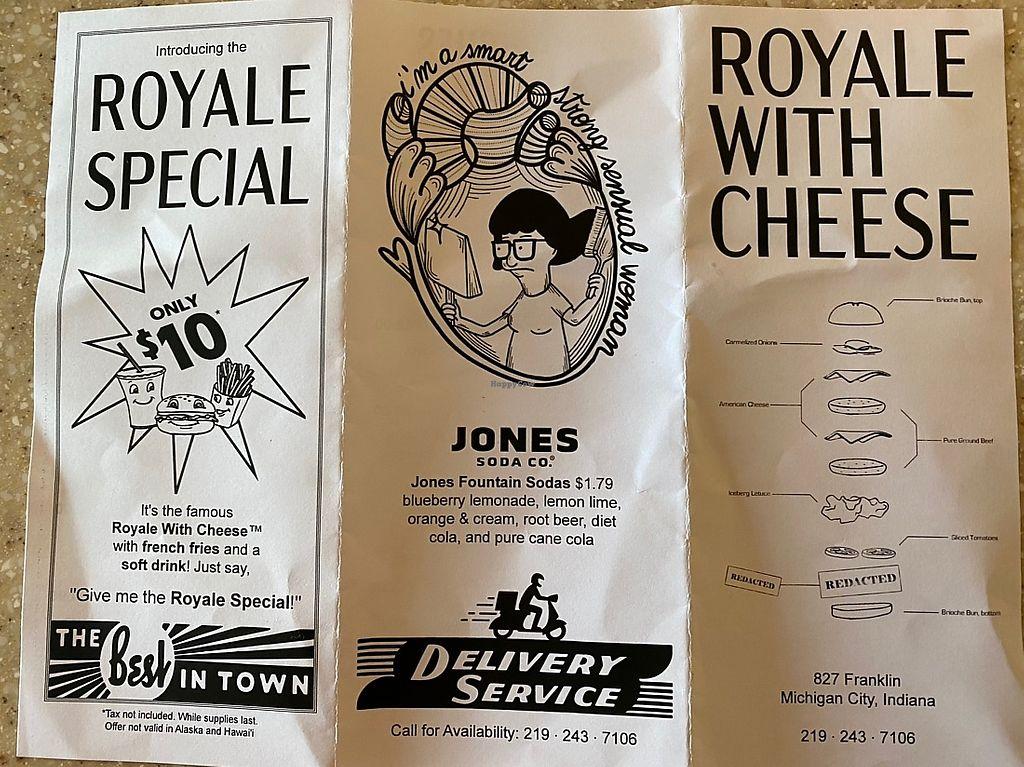 Introducing the
ROYALE
SPECIAL
ONLY
$10*
It's the famous
Royale With Cheese™
with french fries and a
soft drink! Just say,
"Give me the Royale Special!"
THE Best IN TOWN
*Tax not included. While supplies last.
Offer not valid in Alaska and Hawai'i
"i'm a smart strong sensual woman
HappyCow
JONES
SODA CO.®
Jones Fountain Sodas $1.79
blueberry lemonade, lemon lime,
orange & cream, root beer, diet
cola, and pure cane cola
DELIVERY
SERVICE
Call for Availability: 219 · 243 · 7106
ROYALE
WITH
CHEESE
Brioche Bun, top
Carmelized Onions
American Cheese
Pure Ground Beef
Iceberg Letuce
Sliced Tomatoes
REDACTED
REDACTED
Brioche Bun, bottom
827 Franklin
Michigan City, Indiana
219 · 243 · 7106